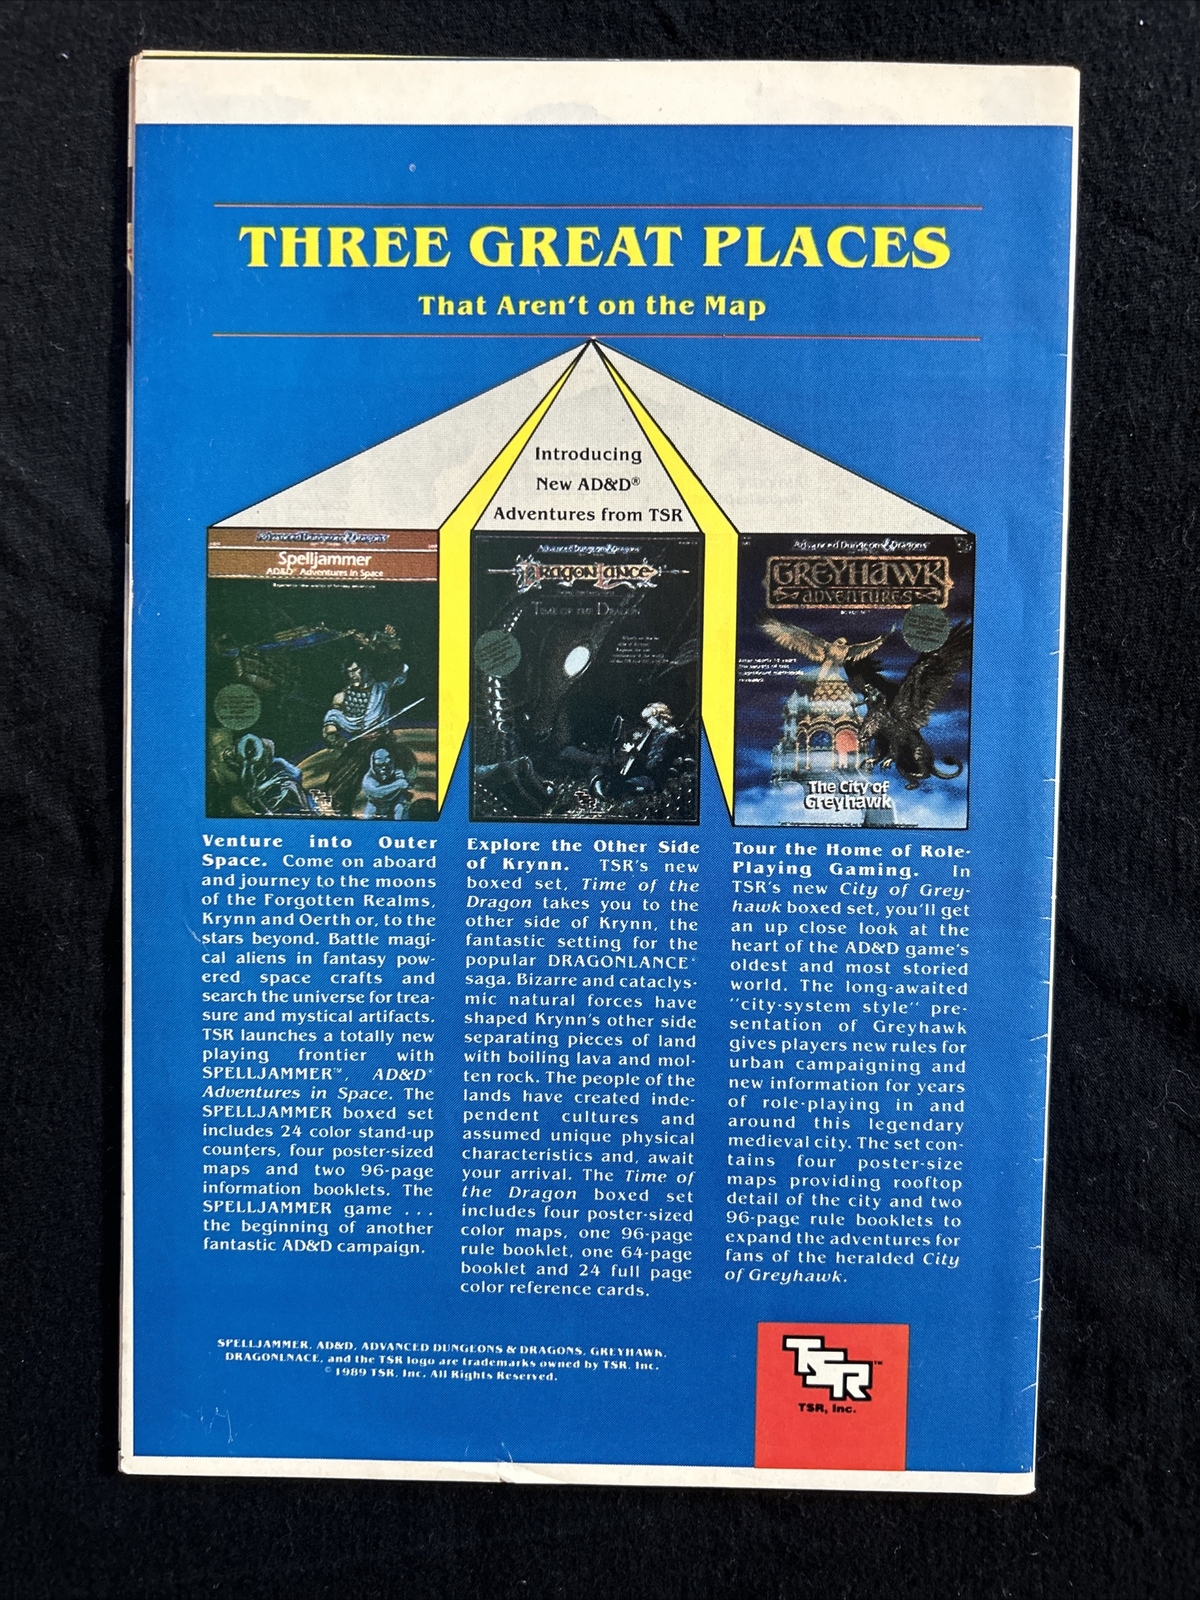 THREE GREAT PLACES
That Aren't on the Map
Introducing
New AD&D®
Adventures from TSR
Advanced Dungeons & Dragons
Spelljammer
AD&D® Adventures in Space
Advanced Dungeons & Dragons
DRAGONLANCE
TIME OF THE DRAGON
Advanced Dungeons & Dragons
GREYHAWK
ADVENTURES
The City of
Greyhawk
Venture into Outer
Space. Come on aboard
and journey to the moons
of the Forgotten Realms,
Krynn and Oerth or, to the
stars beyond. Battle magi-
cal aliens in fantasy pow-
ered space crafts and
search the universe for trea-
sure and mystical artifacts.
TSR launches a totally new
playing frontier with
SPELLJAMMER™, AD&D®
Adventures in Space. The
SPELLJAMMER boxed set
includes 24 color stand-up
counters, four poster-sized
maps and two 96-page
information booklets. The
SPELLJAMMER game . . .
the beginning of another
fantastic AD&D campaign.
Explore the Other Side
of Krynn. TSR's new
boxed set, Time of the
Dragon takes you to the
other side of Krynn, the
fantastic setting for the
popular DRAGONLANCE®
saga. Bizarre and cataclys-
mic natural forces have
shaped Krynn's other side
separating pieces of land
with boiling lava and mol-
ten rock. The people of the
lands have created inde-
pendent cultures and
assumed unique physical
characteristics and, await
your arrival. The Time of
the Dragon boxed set
includes four poster-sized
color maps, one 96-page
rule booklet, one 64-page
booklet and 24 full page
color reference cards.
Tour the Home of Role-
Playing Gaming. In
TSR's new City of Grey-
hawk boxed set, you'll get
an up close look at the
heart of the AD&D game's
oldest and most storied
world. The long-awaited
"city-system style" pre-
sentation of Greyhawk
gives players new rules for
urban campaigning and
new information for years
of role-playing in and
around this legendary
medieval city. The set con-
tains four poster-size
maps providing rooftop
detail of the city and two
96-page rule booklets to
expand the adventures for
fans of the heralded City
of Greyhawk.
SPELLJAMMER, AD&D, ADVANCED DUNGEONS & DRAGONS, GREYHAWK,
DRAGONLNACE, and the TSR logo are trademarks owned by TSR, Inc.
© 1989 TSR, Inc. All Rights Reserved.
TSR™
TSR, Inc.